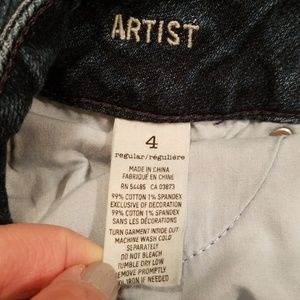 ARTIST
4
regular/régulière
MADE IN CHINA
FABRIQUÉ EN CHINE
RN 54485 CA 03873
99% COTTON 1% SPANDEX
EXCLUSIVE OF DECORATION
99% COTTON 1% SPANDEX
SANS LES DÉCORATIONS
TURN GARMENT INSIDE OUT
MACHINE WASH COLD
SEPARATELY
DO NOT BLEACH
TUMBLE DRY LOW
REMOVE PROMPTLY
IRON IF NEEDED